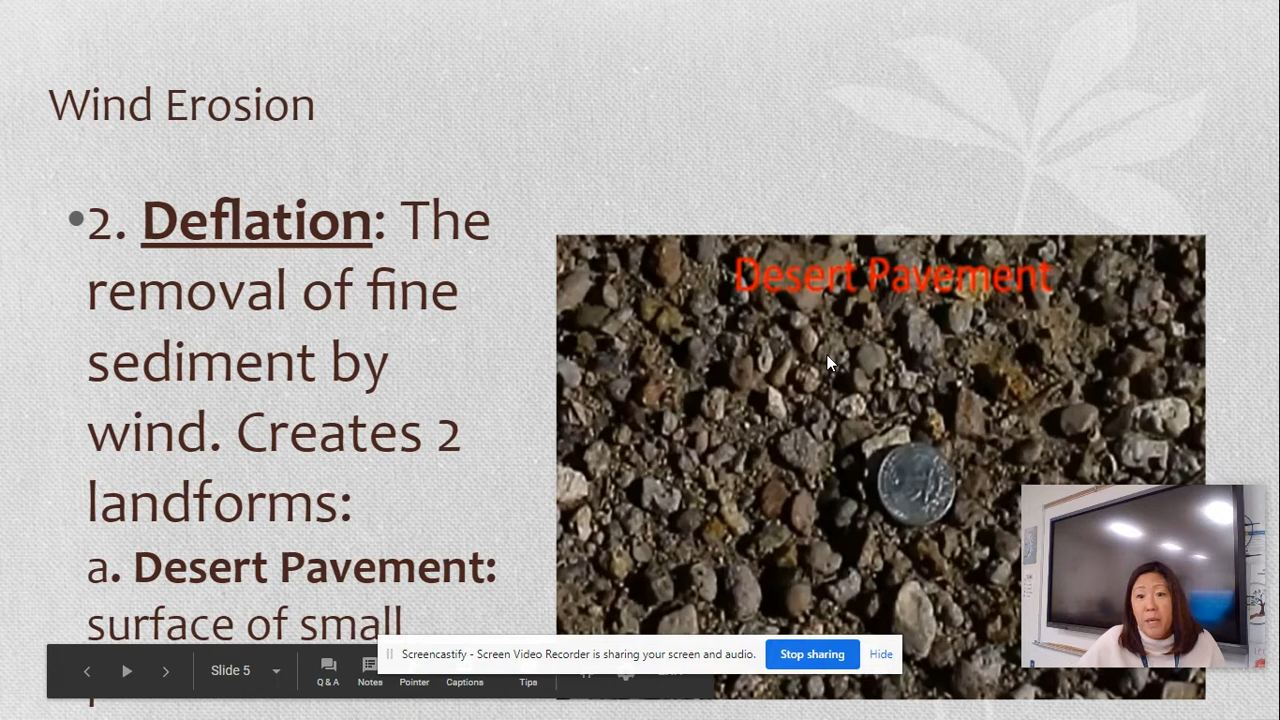 Wind Erosion
•2. Deflation: The
removal of fine
sediment by
wind. Creates 2
landforms:
a. Desert Pavement:
surface of small
Desert Pavement
Screencastify - Screen Video Recorder is sharing your screen and audio. Stop sharing Hide
Slide 5
Q & A Notes Pointer Captions Tips